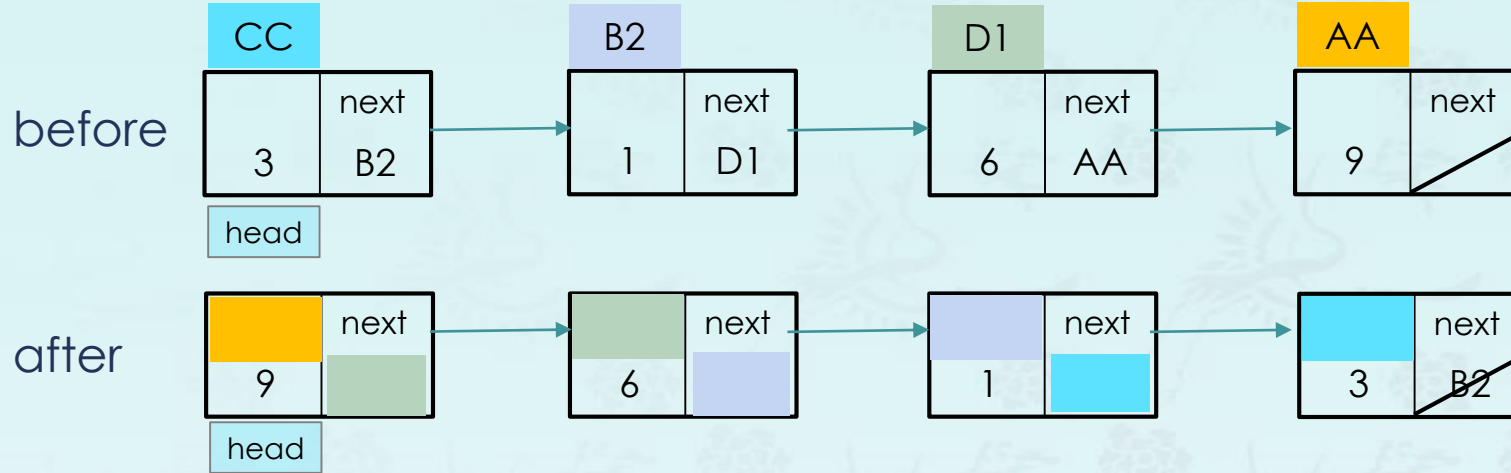 CC B2 D1 AA
before
next next next next
3 B2 1 D1 6 AA 9
head
after
next next next next
9 6 1 3 B2
head